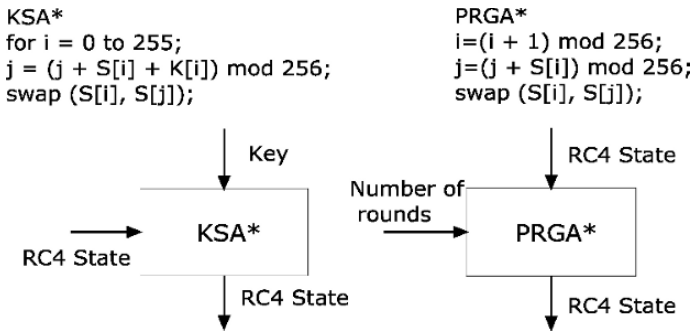 KSA*
for i = 0 to 255;
j = (j + S[i] + K[i]) mod 256;
swap (S[i], S[j]);
Key
RC4 State
KSA*
RC4 State
PRGA*
i=(i + 1) mod 256;
j=(j + S[i]) mod 256;
swap (S[i], S[j]);
RC4 State
Number of
rounds
PRGA*
RC4 State